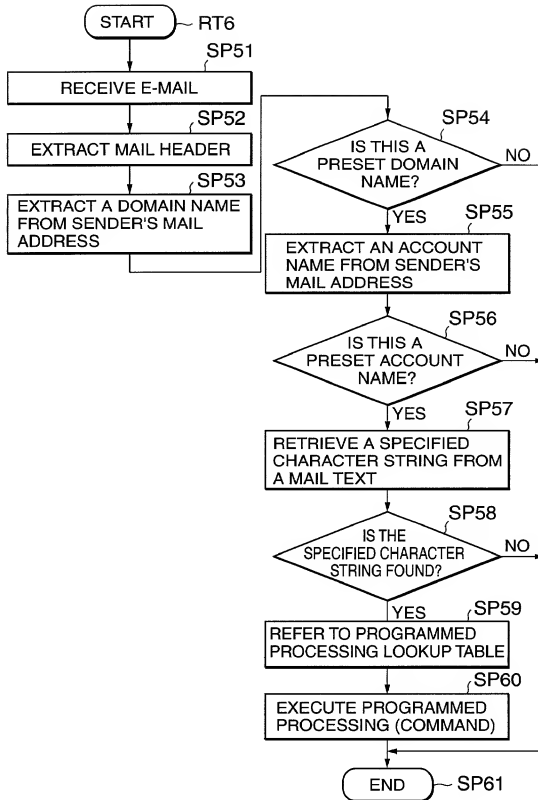 START
RT6
SP51
RECEIVE E-MAIL
SP52
EXTRACT MAIL HEADER
SP53
EXTRACT A DOMAIN NAME
FROM SENDER'S MAIL
ADDRESS
SP54
IS THIS A
PRESET DOMAIN
NAME?
NO
YES
SP55
EXTRACT AN ACCOUNT
NAME FROM SENDER'S
MAIL ADDRESS
SP56
IS THIS A
PRESET ACCOUNT
NAME?
NO
YES
SP57
RETRIEVE A SPECIFIED
CHARACTER STRING FROM
A MAIL TEXT
SP58
IS THE
SPECIFIED CHARACTER
STRING FOUND?
NO
YES
SP59
REFER TO PROGRAMMED
PROCESSING LOOKUP TABLE
SP60
EXECUTE PROGRAMMED
PROCESSING (COMMAND)
END
SP61